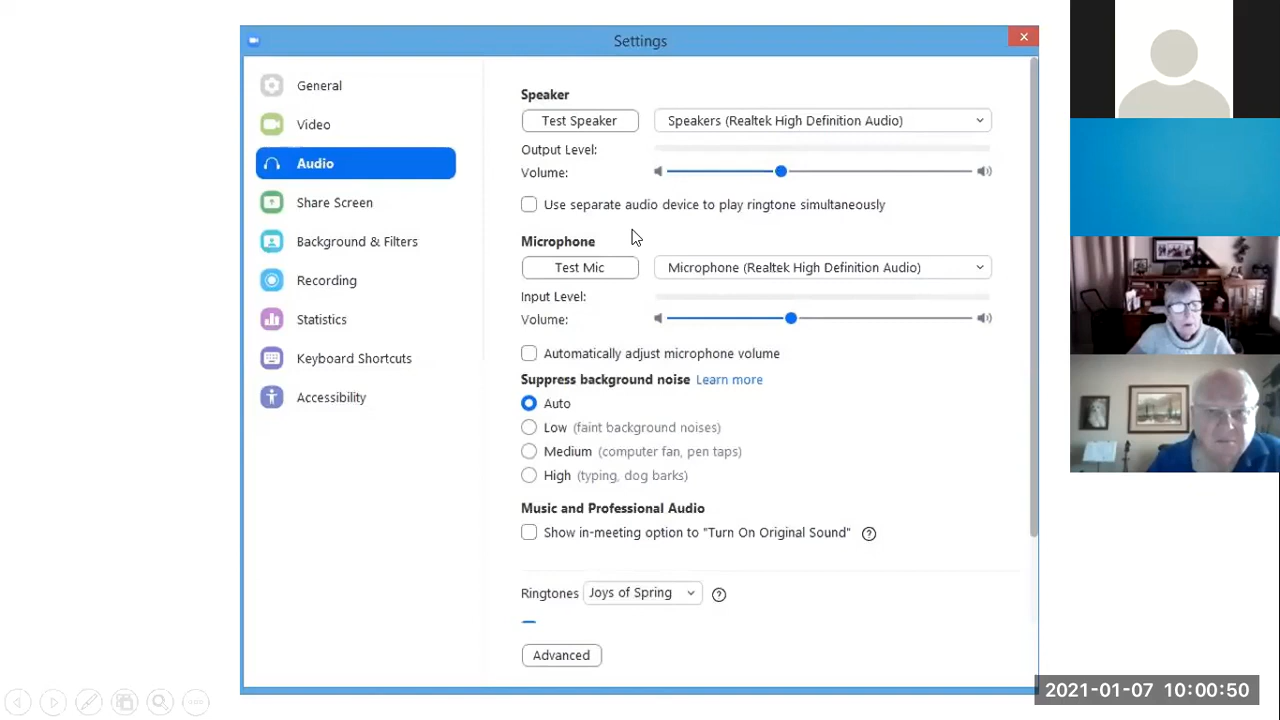 Settings
General
Video
Audio
Share Screen
Background & Filters
Recording
Statistics
Keyboard Shortcuts
Accessibility
Speaker
Test Speaker
Speakers (Realtek High Definition Audio)
Output Level:
Volume:
Use separate audio device to play ringtone simultaneously
Microphone
Test Mic
Microphone (Realtek High Definition Audio)
Input Level:
Volume:
Automatically adjust microphone volume
Suppress background noise Learn more
Auto
Low (faint background noises)
Medium (computer fan, pen taps)
High (typing, dog barks)
Music and Professional Audio
Show in-meeting option to "Turn On Original Sound"
Ringtones Joys of Spring
Advanced
2021-01-07 10:00:50